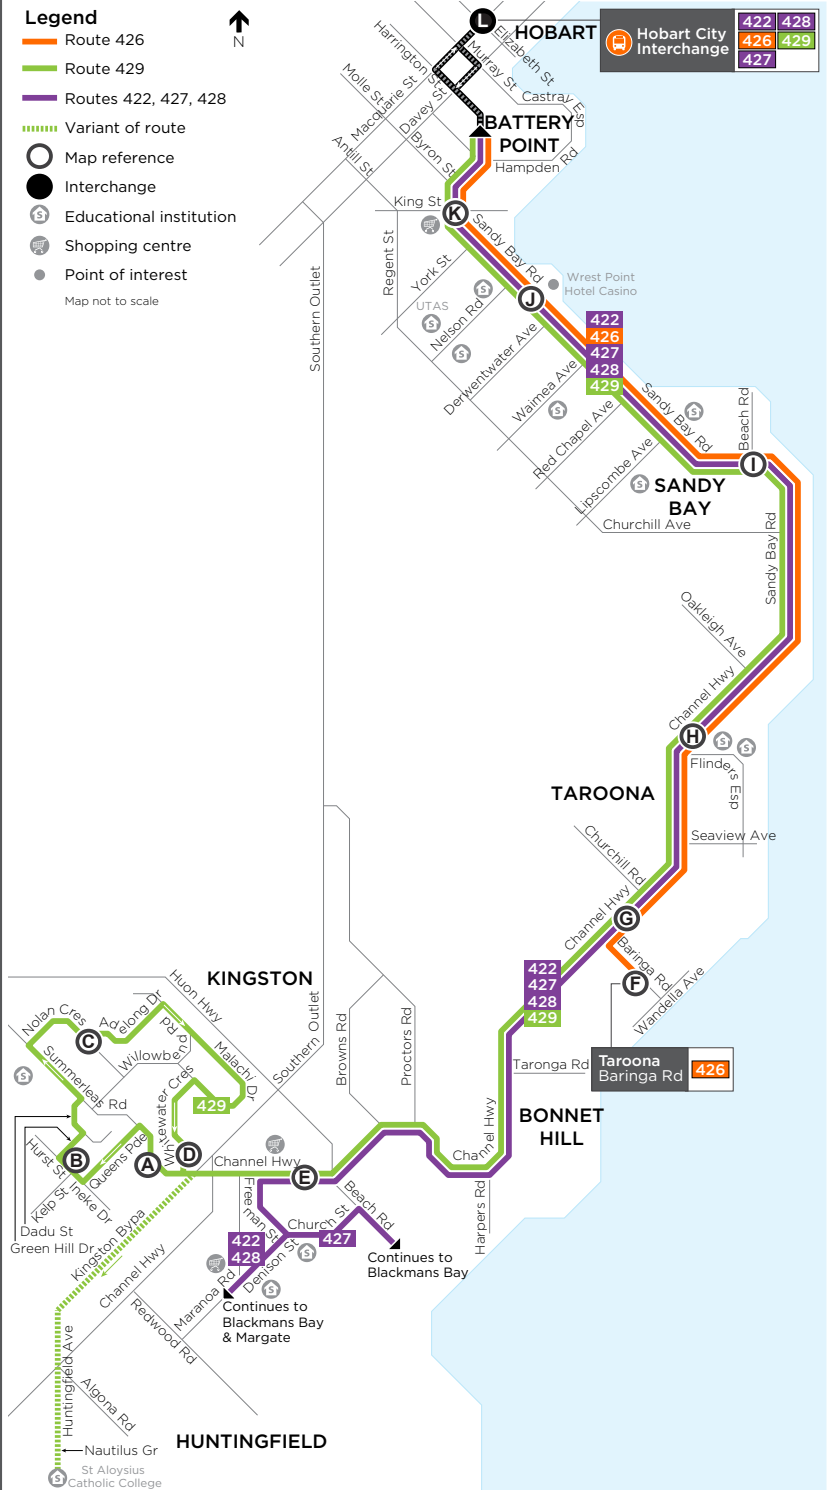 Legend
Route 426
Route 429
Routes 422, 427, 428
Variant of route
Map reference
Interchange
Educational institution
Shopping centre
Point of interest
Map not to scale
N
L
HOBART
Hobart City
Interchange
422 428
426 429
427
Harrington St
Murray St
Elizabeth St
Molle St
Macquarie St
Davey St
Castray Esp
BATTERY
POINT
Antill St
Byron St
Hampden Rd
King St
K
Sandy Bay Rd
Regent St
York St
Wrest Point
Hotel Casino
J
UTAS
Nelson Rd
Southern Outlet
422
426
427
428
429
Derwentwater Ave
Waimea Ave
Sandy Bay Rd
Beach Rd
Red Chapel Ave
Lipscombe Ave
I
SANDY
BAY
Churchill Ave
Sandy Bay Rd
Oakleigh Ave
Channel Hwy
H
Flinders Esp
TAROONA
Seaview Ave
Churchill Rd
Channel Hwy
G
Baringa Rd
F
Wandella Ave
422
427
428
429
Taroona
Baringa Rd
426
Taronga Rd
BONNET
HILL
KINGSTON
Huon Hwy
Nolan Cres
Adelong Dr
C
Willowbend Rd
Malachi Dr
Southern Outlet
Browns Rd
Proctors Rd
Summerleas Rd
Whitewater Cres
429
Channel Hwy
Channel Hwy
B
A
D
E
Hurst St
Queens Pde
Kelp St
Ineke Dr
Dadu St
Green Hill Dr
Freeman St
Church St
Beach Rd
Harpers Rd
422
428
427
Denison St
Continues to
Blackmans Bay
Kingston Bypa
Channel Hwy
Maranoa Rd
Continues to
Blackmans Bay
& Margate
Redwood Rd
Huntingfield Ave
Algona Rd
HUNTINGFIELD
Nautilus Gr
St Aloysius
Catholic College